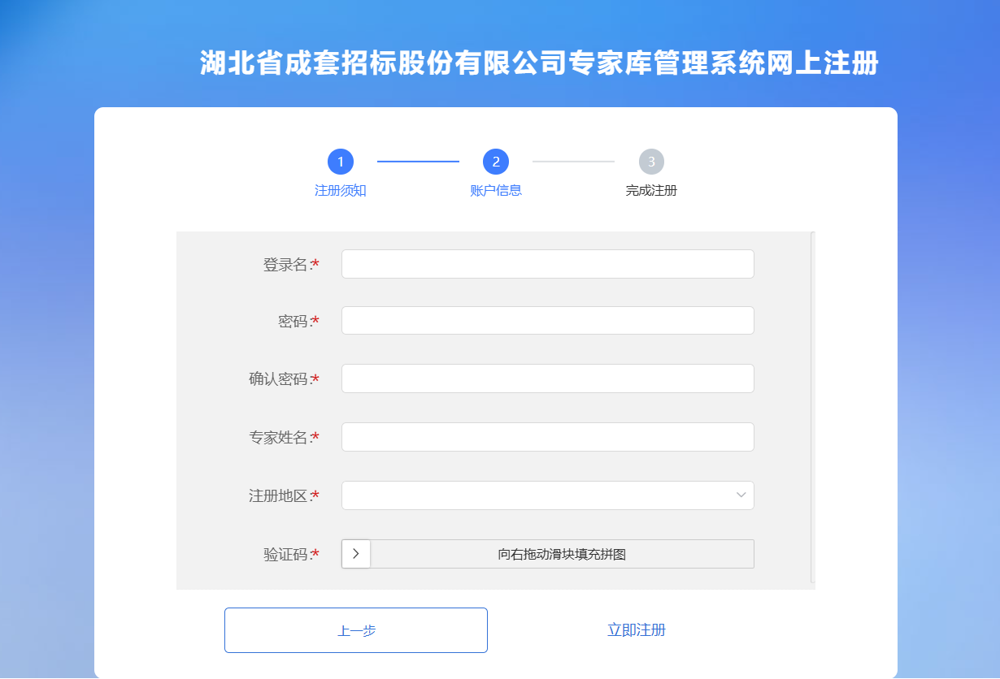 湖北省成套招标股份有限公司专家库管理系统网上注册
1 2 3
注册须知 账户信息 完成注册
登录名:*
密码:*
确认密码:*
专家姓名:*
注册地区:*
验证码:* 向右拖动滑块填充拼图
上一步 立即注册